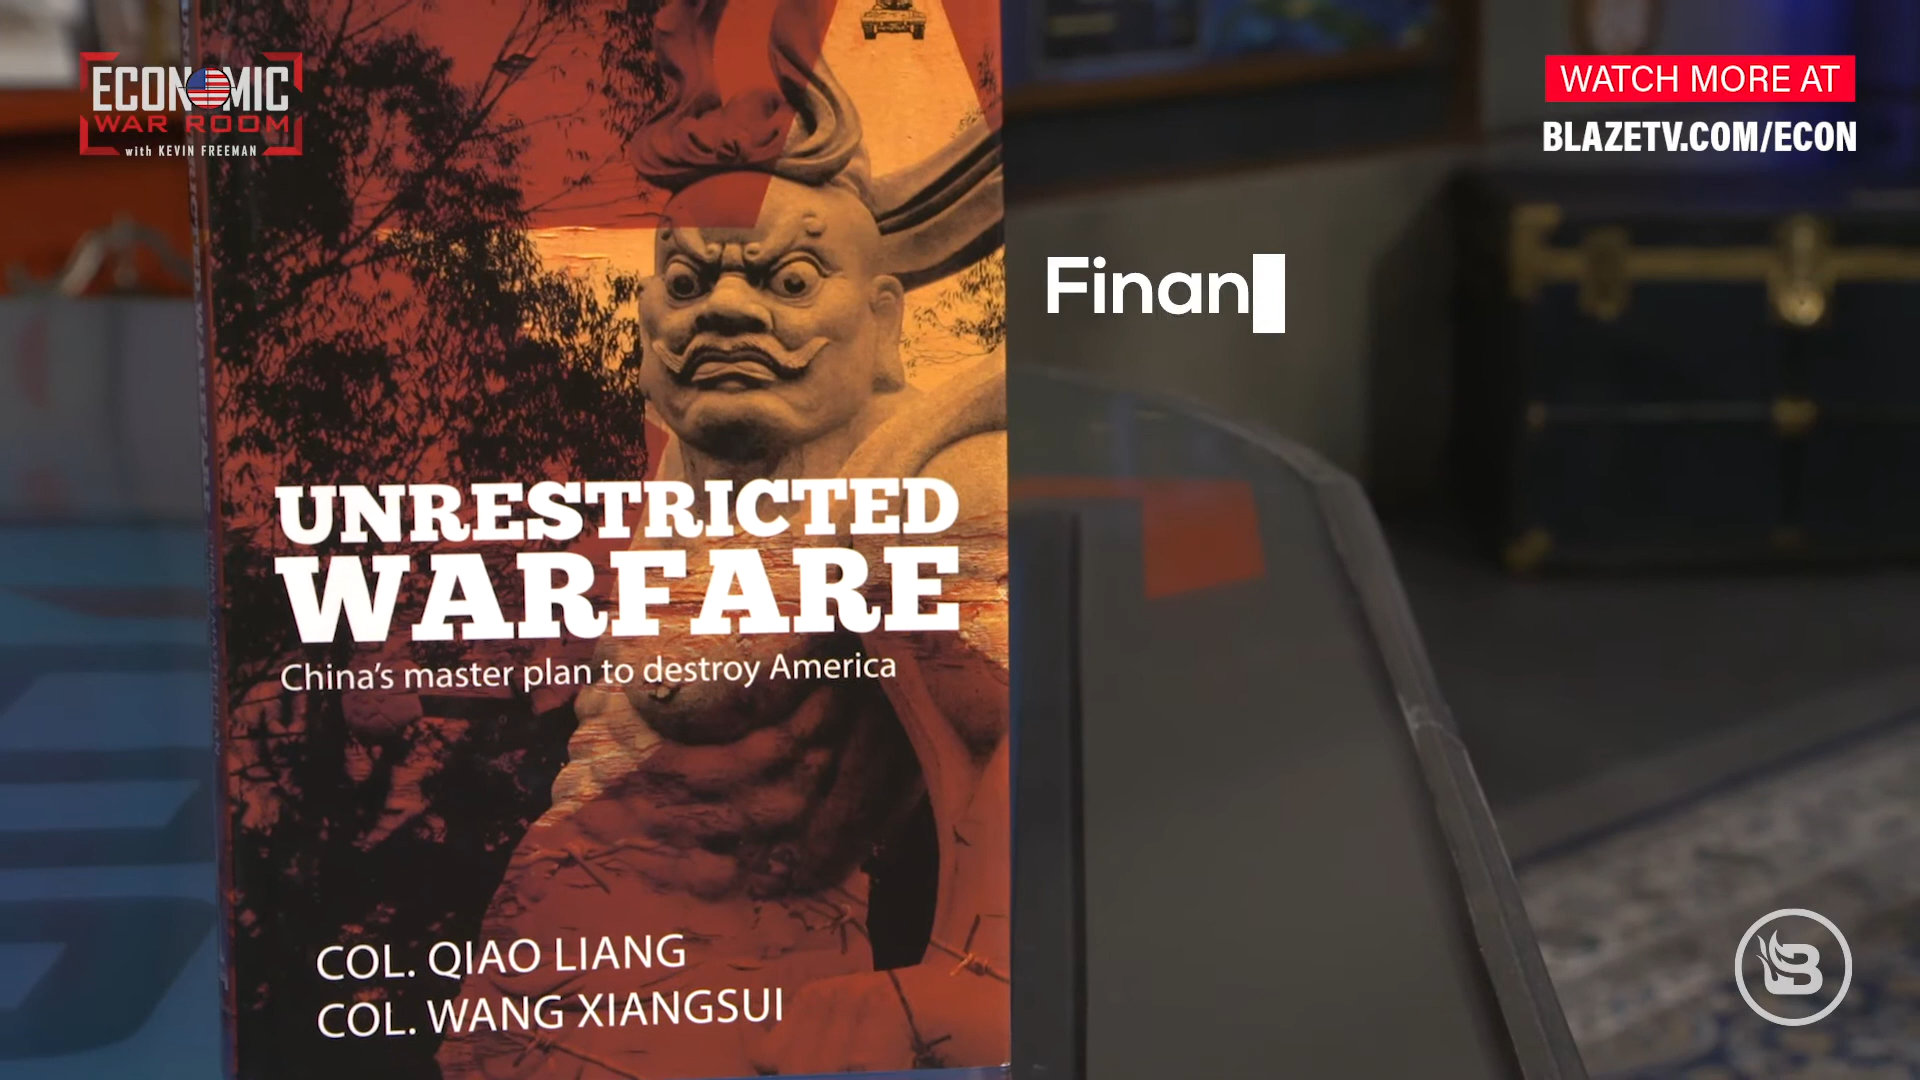 ECONOMIC
WAR ROOM
with KEVIN FREEMAN
WATCH MORE AT
BLAZETV.COM/ECON
Finan
UNRESTRICTED
WARFARE
China's master plan to destroy America
COL. QIAO LIANG
COL. WANG XIANGSUI
B